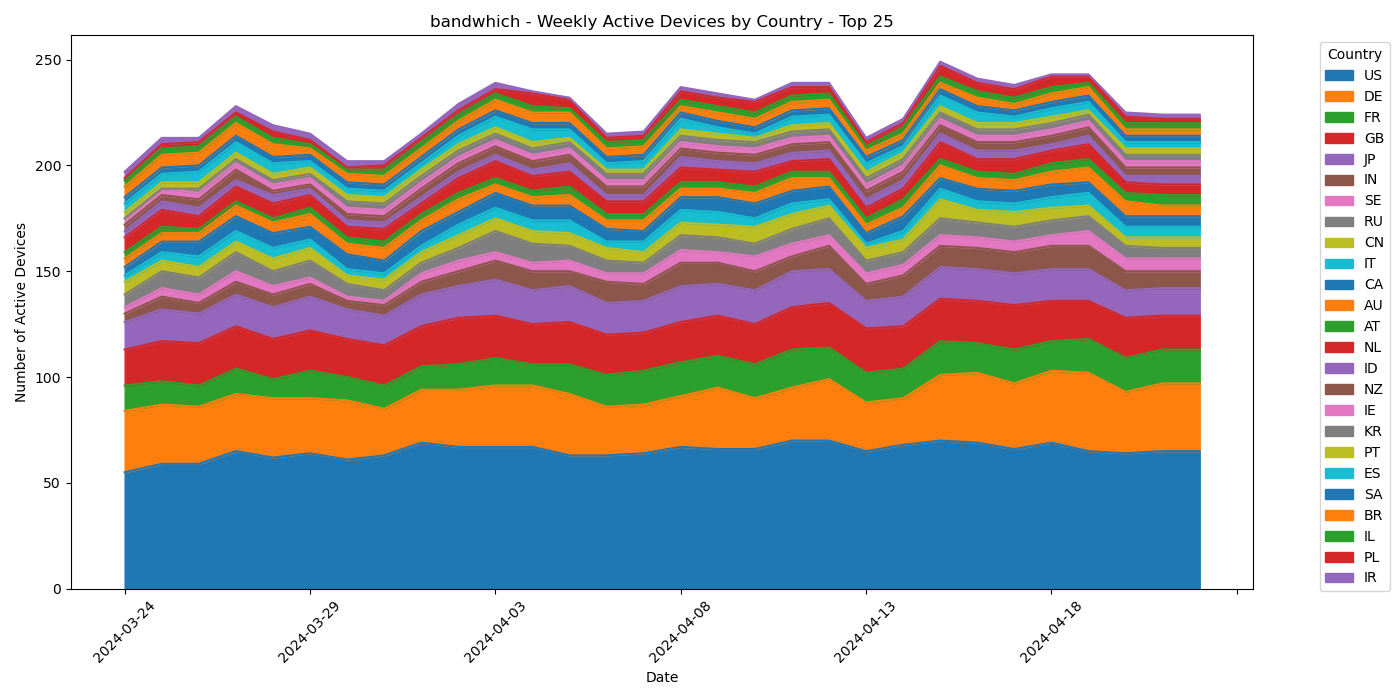 bandwhich - Weekly Active Devices by Country - Top 25
Number of Active Devices
250
200
150
100
50
0
2024-03-24
2024-03-29
2024-04-03
2024-04-08
2024-04-13
2024-04-18
Date
Country
US
DE
FR
GB
JP
IN
SE
RU
CN
IT
CA
AU
AT
NL
ID
NZ
IE
KR
PT
ES
SA
BR
IL
PL
IR